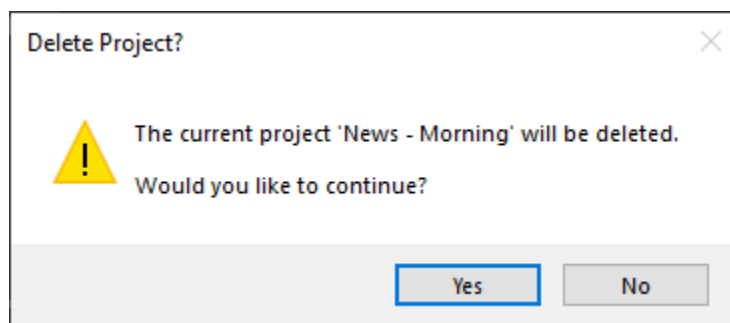 Delete Project?
The current project 'News - Morning' will be deleted.
Would you like to continue?
Yes
No